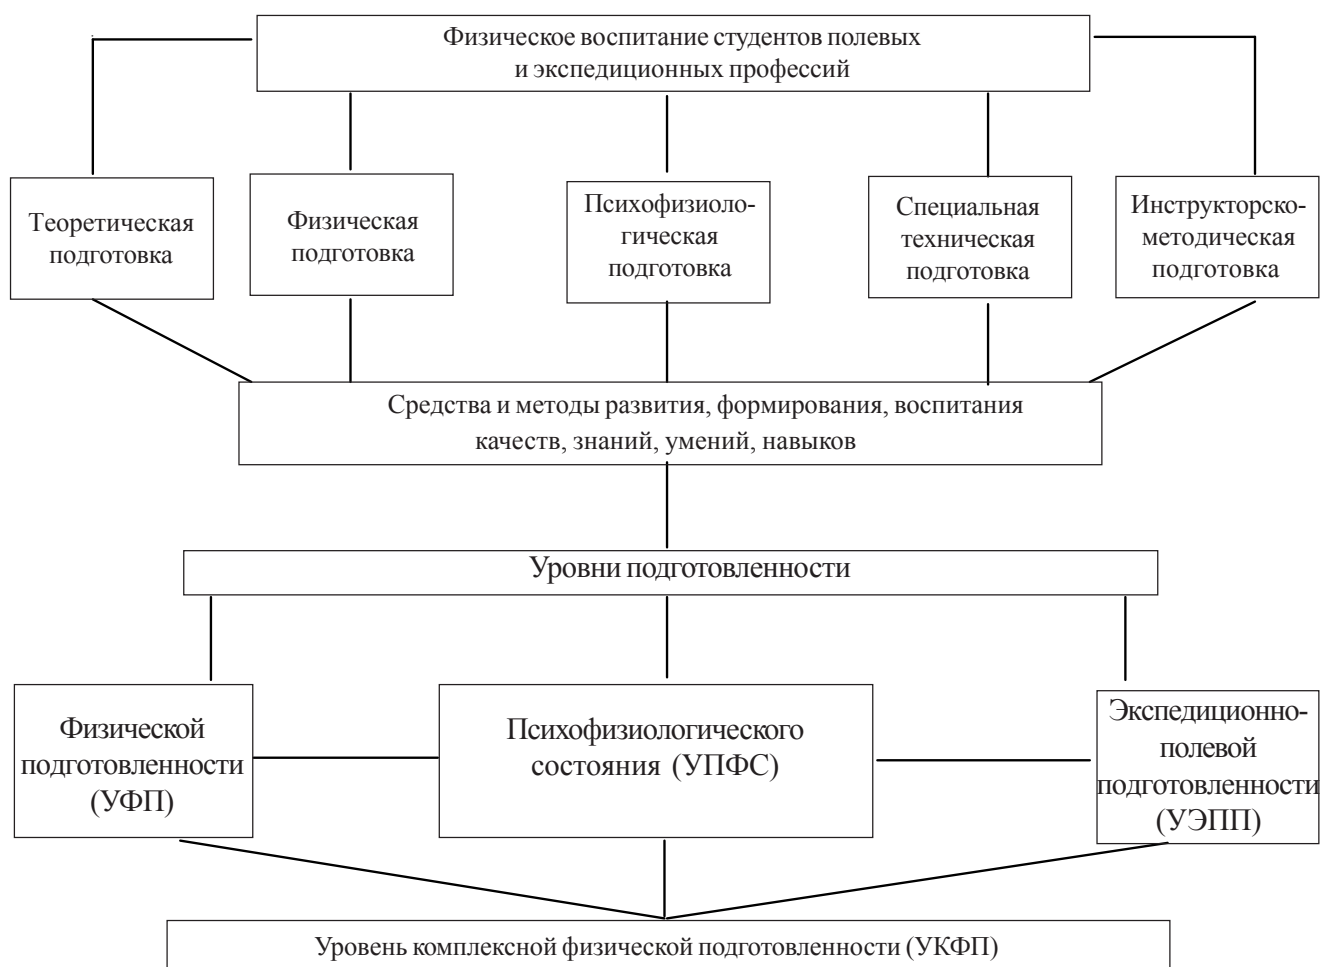 Физическое воспитание студентов полевых
и экспедиционных профессий
Теоретическая
подготовка
Физическая
подготовка
Психофизиоло-
гическая
подготовка
Специальная
техническая
подготовка
Инструкторско-
методическая
подготовка
Средства и методы развития, формирования, воспитания
качеств, знаний, умений, навыков
Уровни подготовленности
Физической
подготовленности
(УФП)
Психофизиологического
состояния (УПФС)
Экспедиционно-
полевой
подготовленности
(УЭПП)
Уровень комплексной физической подготовленности (УКФП)